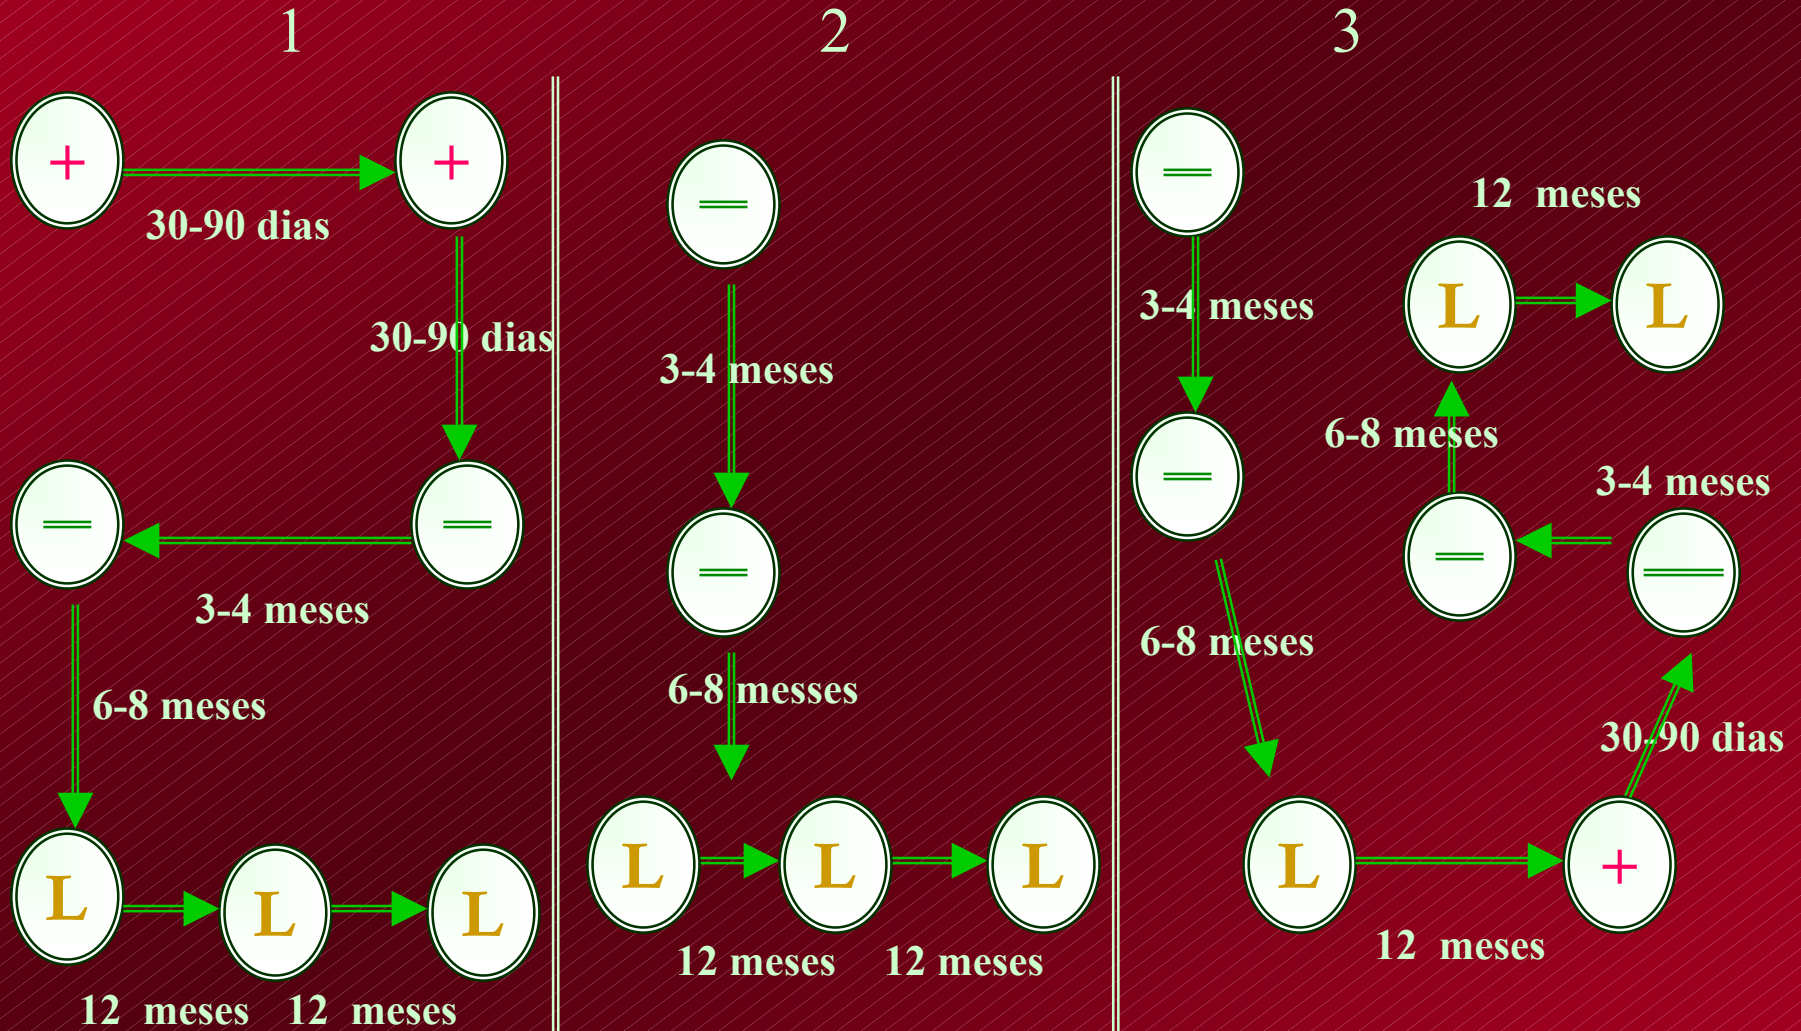 1
+
+
30-90 dias
30-90 dias
–
–
3-4 meses
6-8 meses
L
L
L
12 meses
12 meses
2
–
3-4 meses
–
6-8 messes
L
L
L
12 meses
12 meses
3
–
3-4 meses
–
6-8 meses
L
12 meses
+
30-90 dias
–
3-4 meses
–
6-8 meses
L
L
12 meses